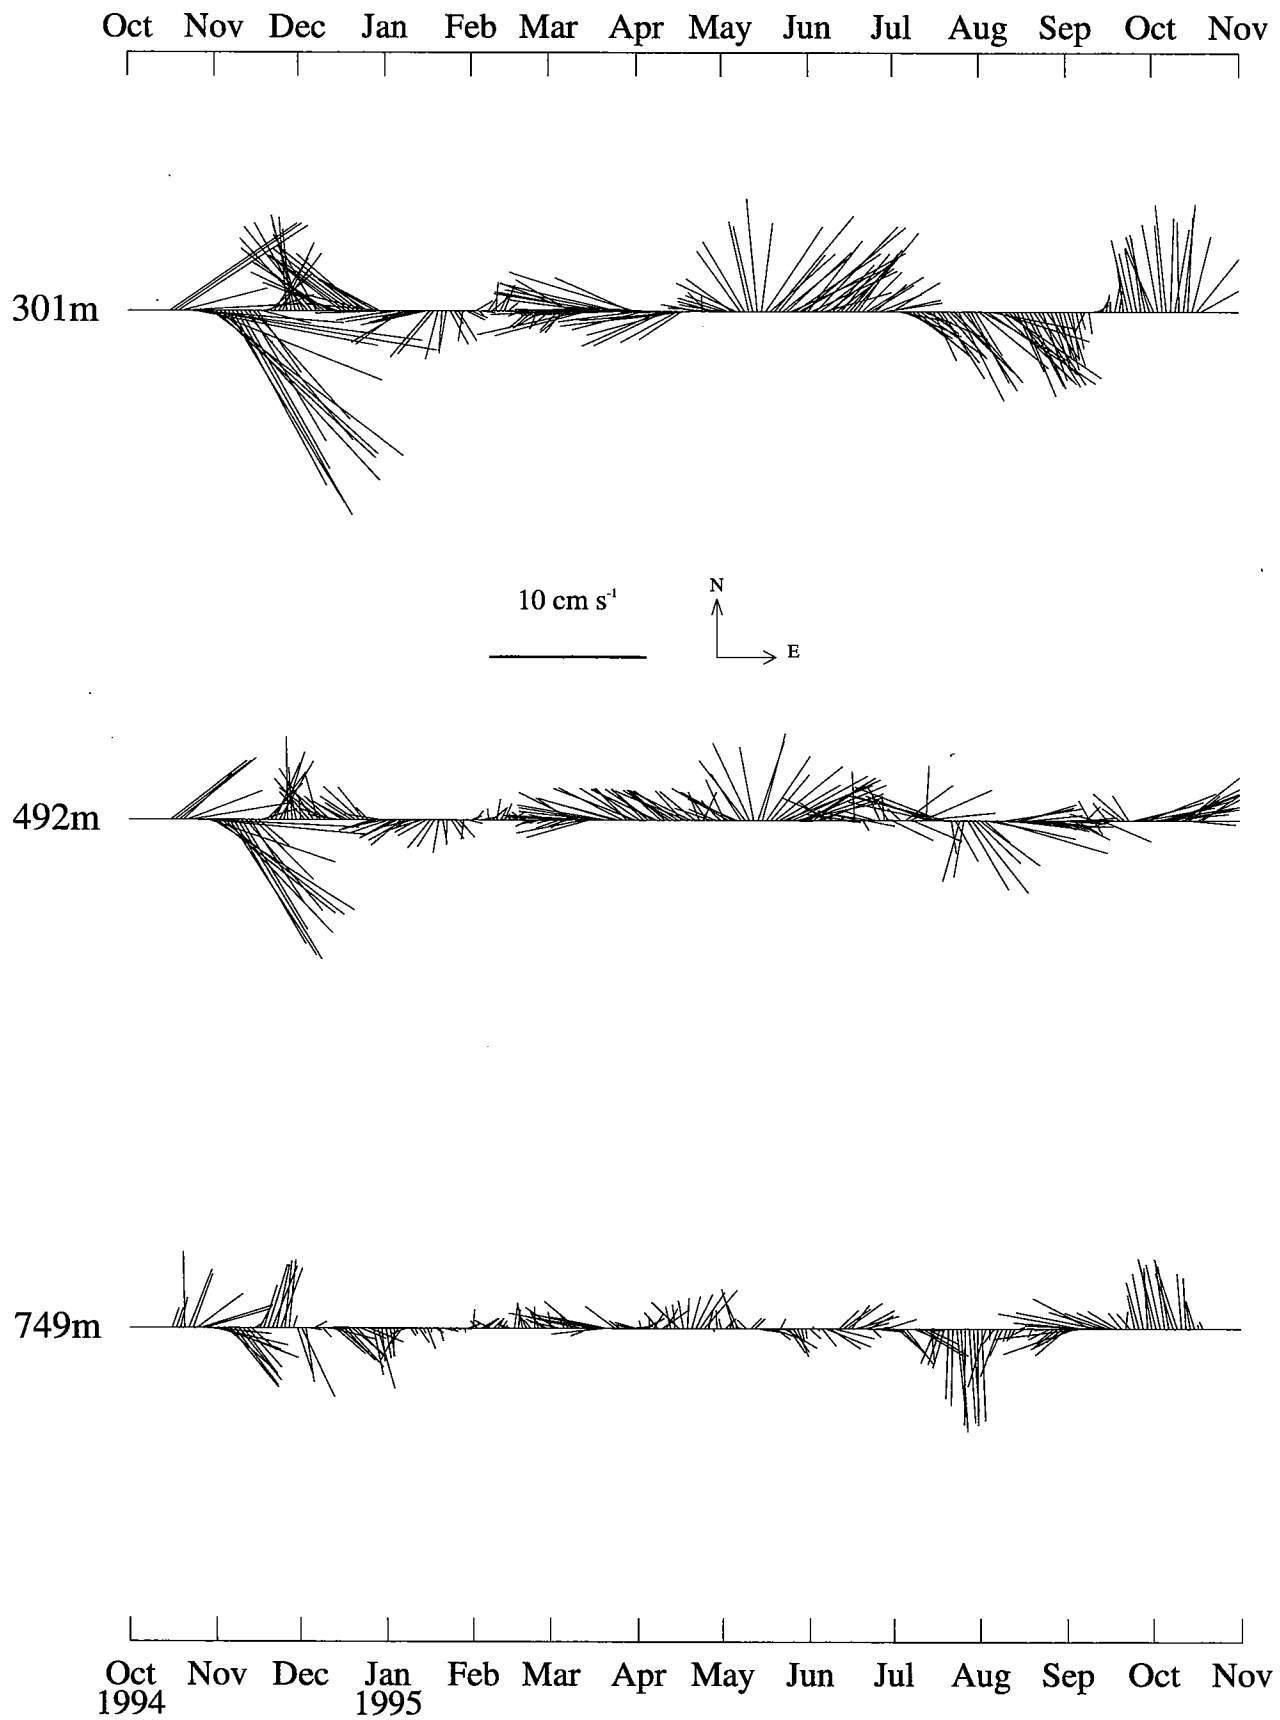 Oct Nov Dec Jan Feb Mar Apr May Jun Jul Aug Sep Oct Nov
301m
N
10 cm s⁻¹
E
492m
749m
Oct Nov Dec Jan Feb Mar Apr May Jun Jul Aug Sep Oct Nov
1994 1995